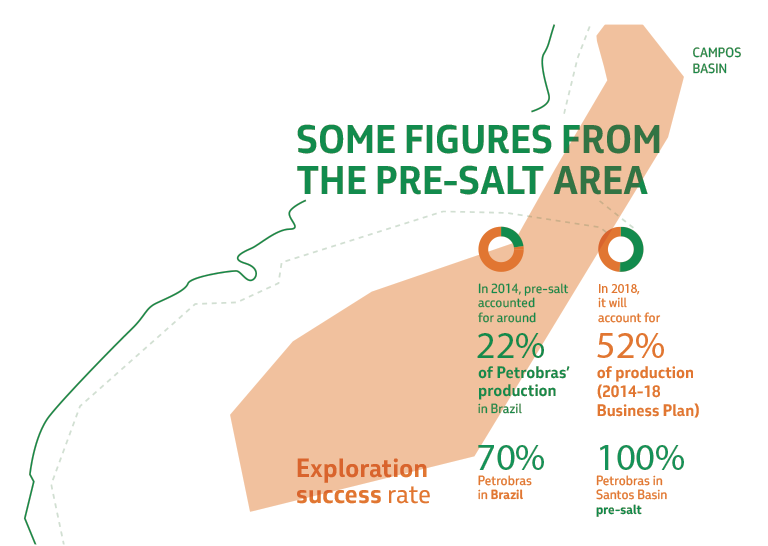 CAMPOS
BASIN
SOME FIGURES FROM
THE PRE-SALT AREA
In 2014, pre-salt
accounted
for around
22%
of Petrobras’
production
in Brazil
In 2018,
it will
account for
52%
of production
(2014-18
Business Plan)
Exploration
success rate
70%
Petrobras
in Brazil
100%
Petrobras in
Santos Basin
pre-salt